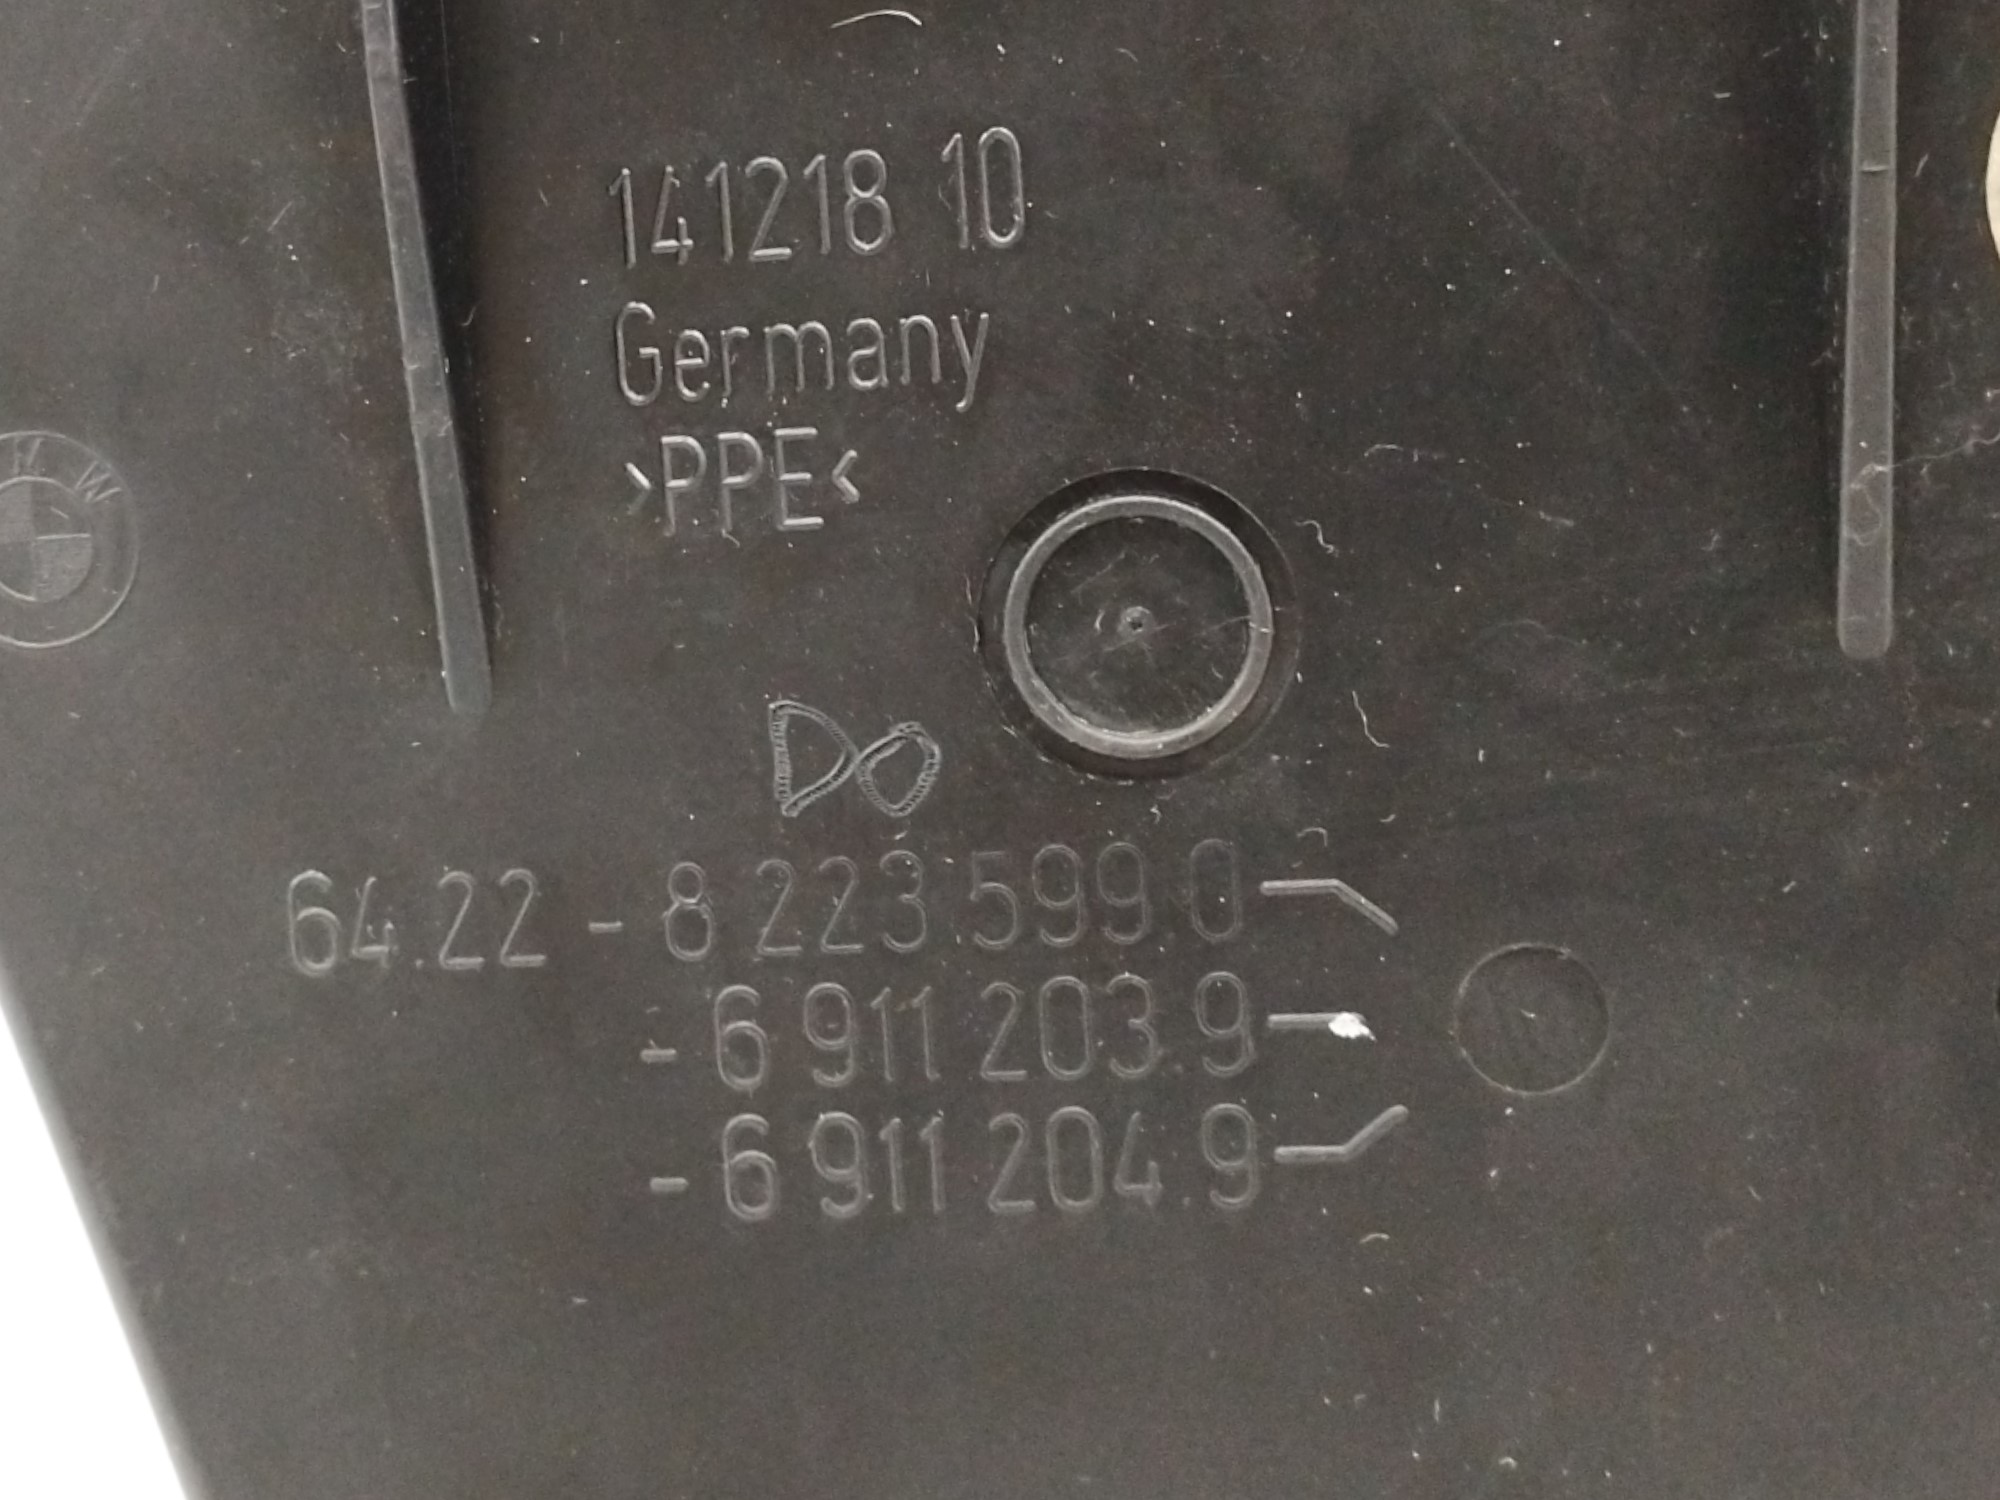 141218 10
Germany
>PPE<
DO
64.22 - 8 223 599.0
- 6 911 203.9
- 6 911 204.9